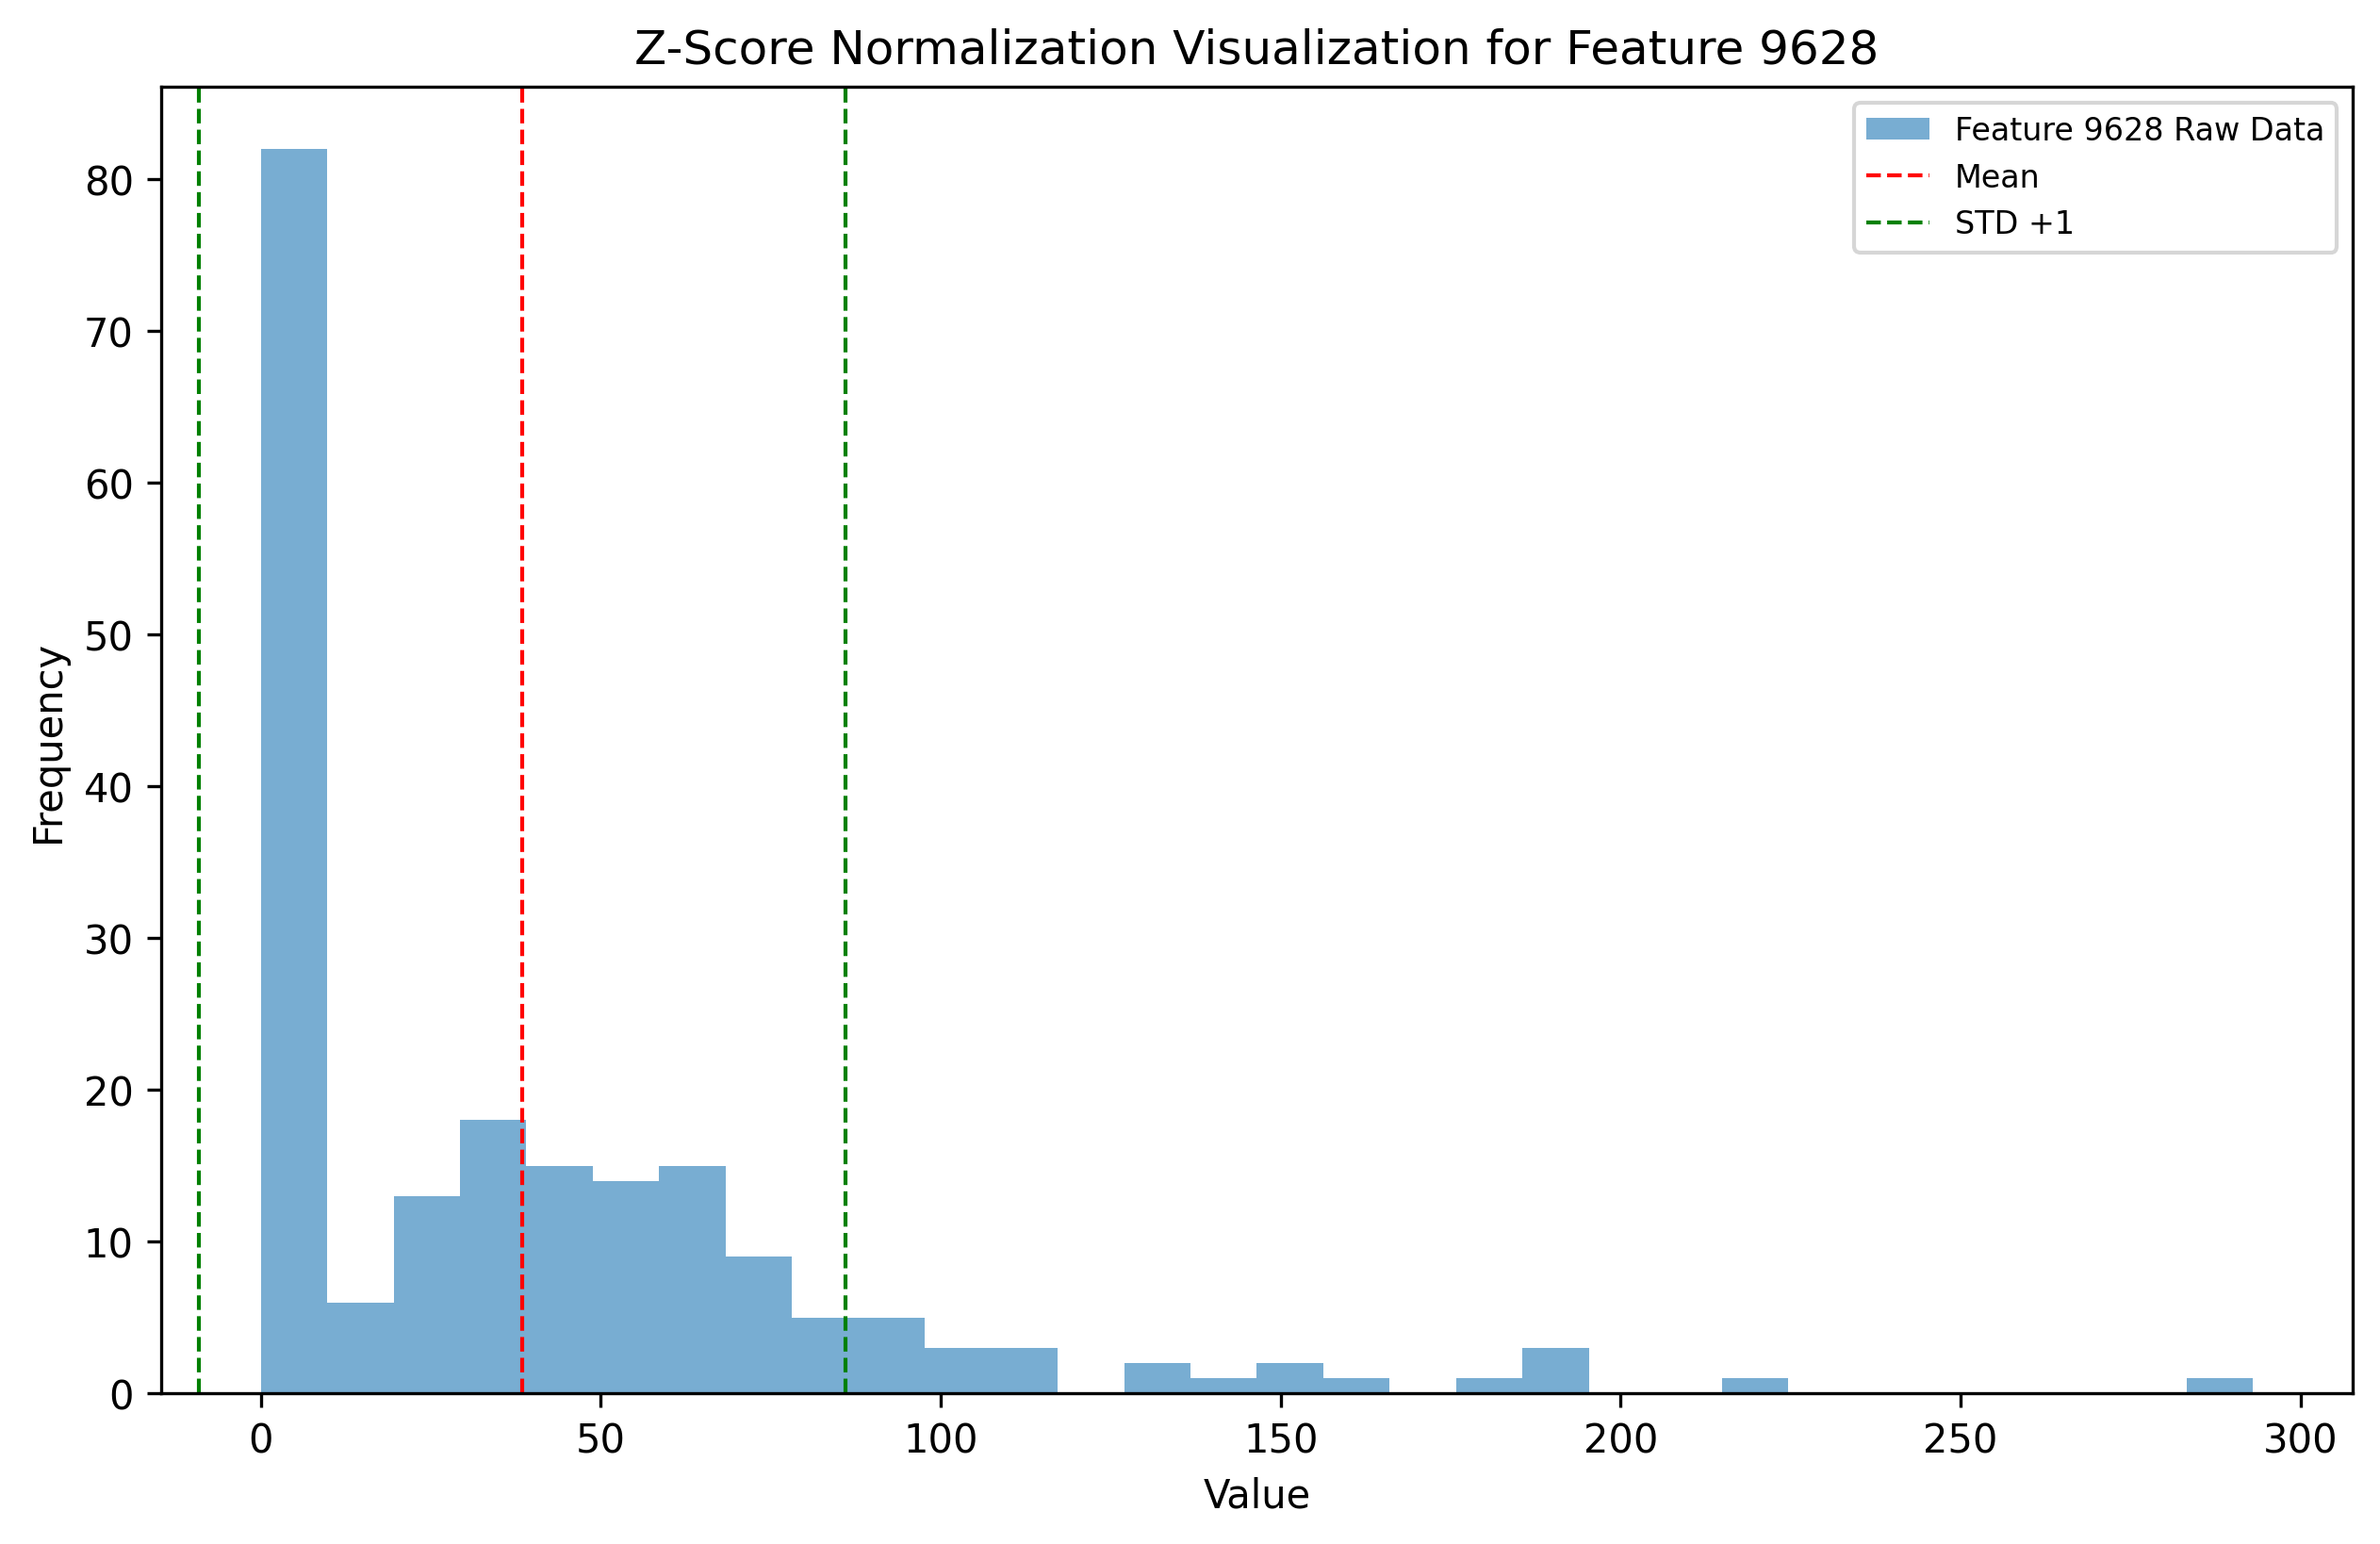 Z-Score Normalization Visualization for Feature 9628
Feature 9628 Raw Data
Mean
STD +1
Frequency
80
70
60
50
40
30
20
10
0
0 50 100 150 200 250 300
Value